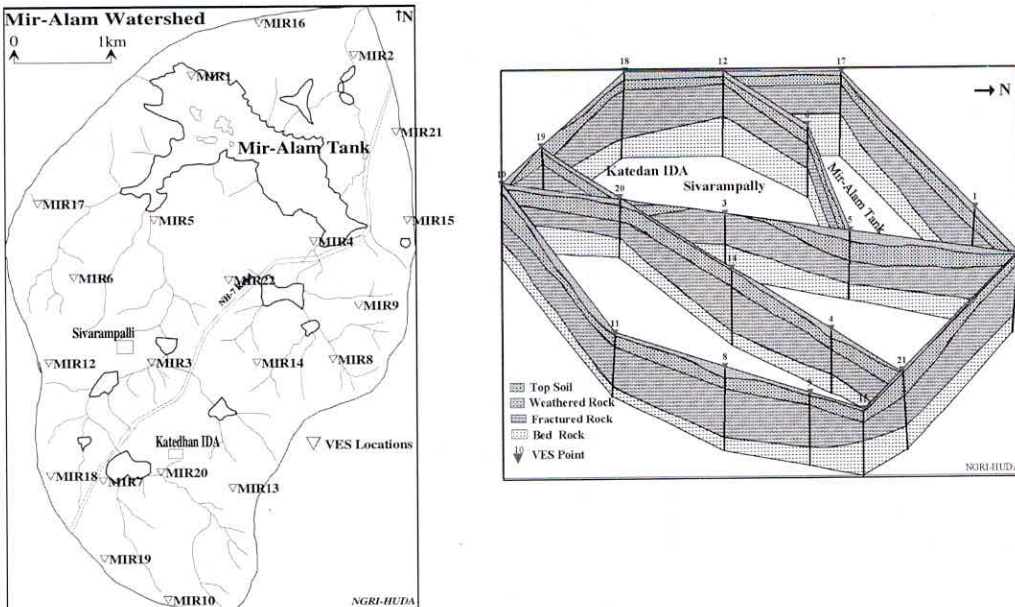 Mir-Alam Watershed
↑N
0 1km
MIR16
MIR2
MIR1
MIR21
Mir-Alam Tank
MIR17
MIR5
MIR15
MIR4
MIR6
MIR22
MIR9
Sivarampalli
MIR12
MIR3
MIR14
MIR8
VES Locations
Katedhan IDA
MIR18
MIR7
MIR20
MIR13
MIR19
MIR10
NGRI-HUDA
18 12 17
N
19
Katedan IDA
Sivarampally
Mir-Alam Tank
20
3
5
1
14
11
4
8
21
Top Soil
Weathered Rock
Fractured Rock
Bed Rock
10 VES Point
NGRI-HUDA